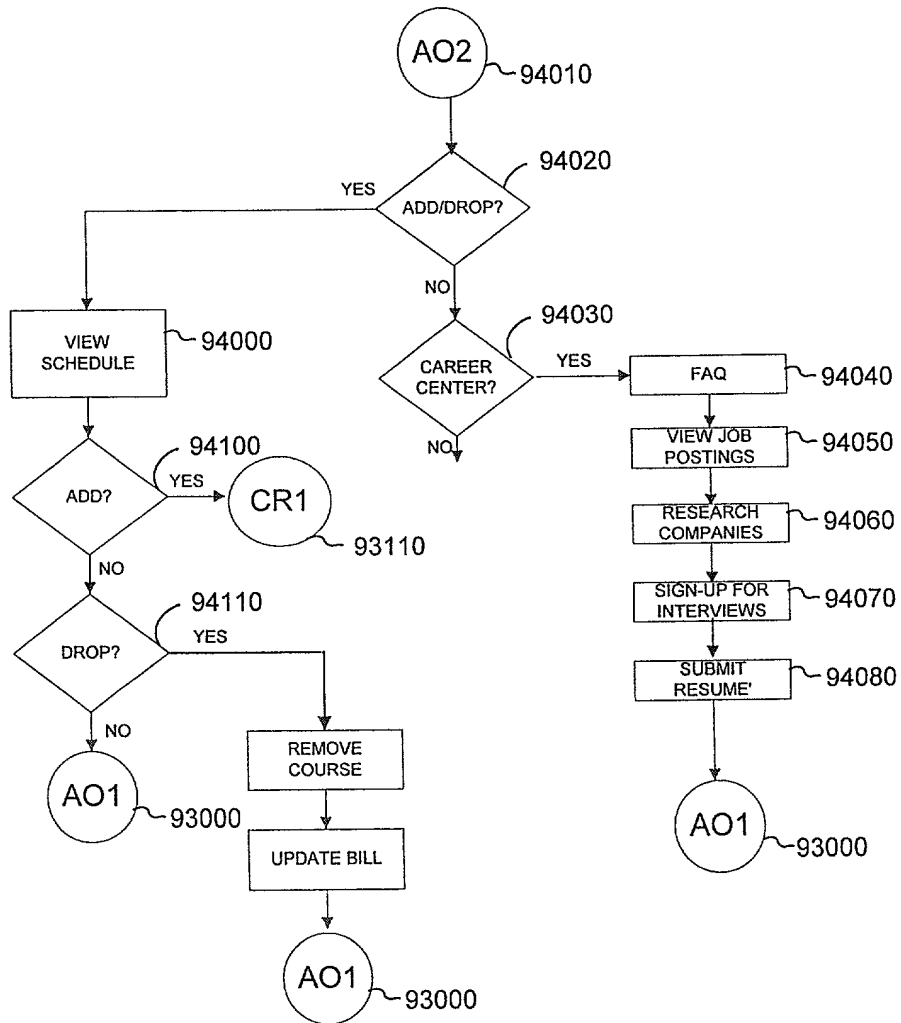 AO2
94010
94020
YES
ADD/DROP?
NO
94030
VIEW
SCHEDULE
94000
CAREER
CENTER?
YES
FAQ
94040
NO
VIEW JOB
POSTINGS
94050
94100
ADD?
YES
CR1
93110
RESEARCH
COMPANIES
94060
NO
94110
SIGN-UP FOR
INTERVIEWS
94070
DROP?
YES
SUBMIT
RESUME'
94080
NO
REMOVE
COURSE
AO1
93000
AO1
93000
UPDATE BILL
AO1
93000